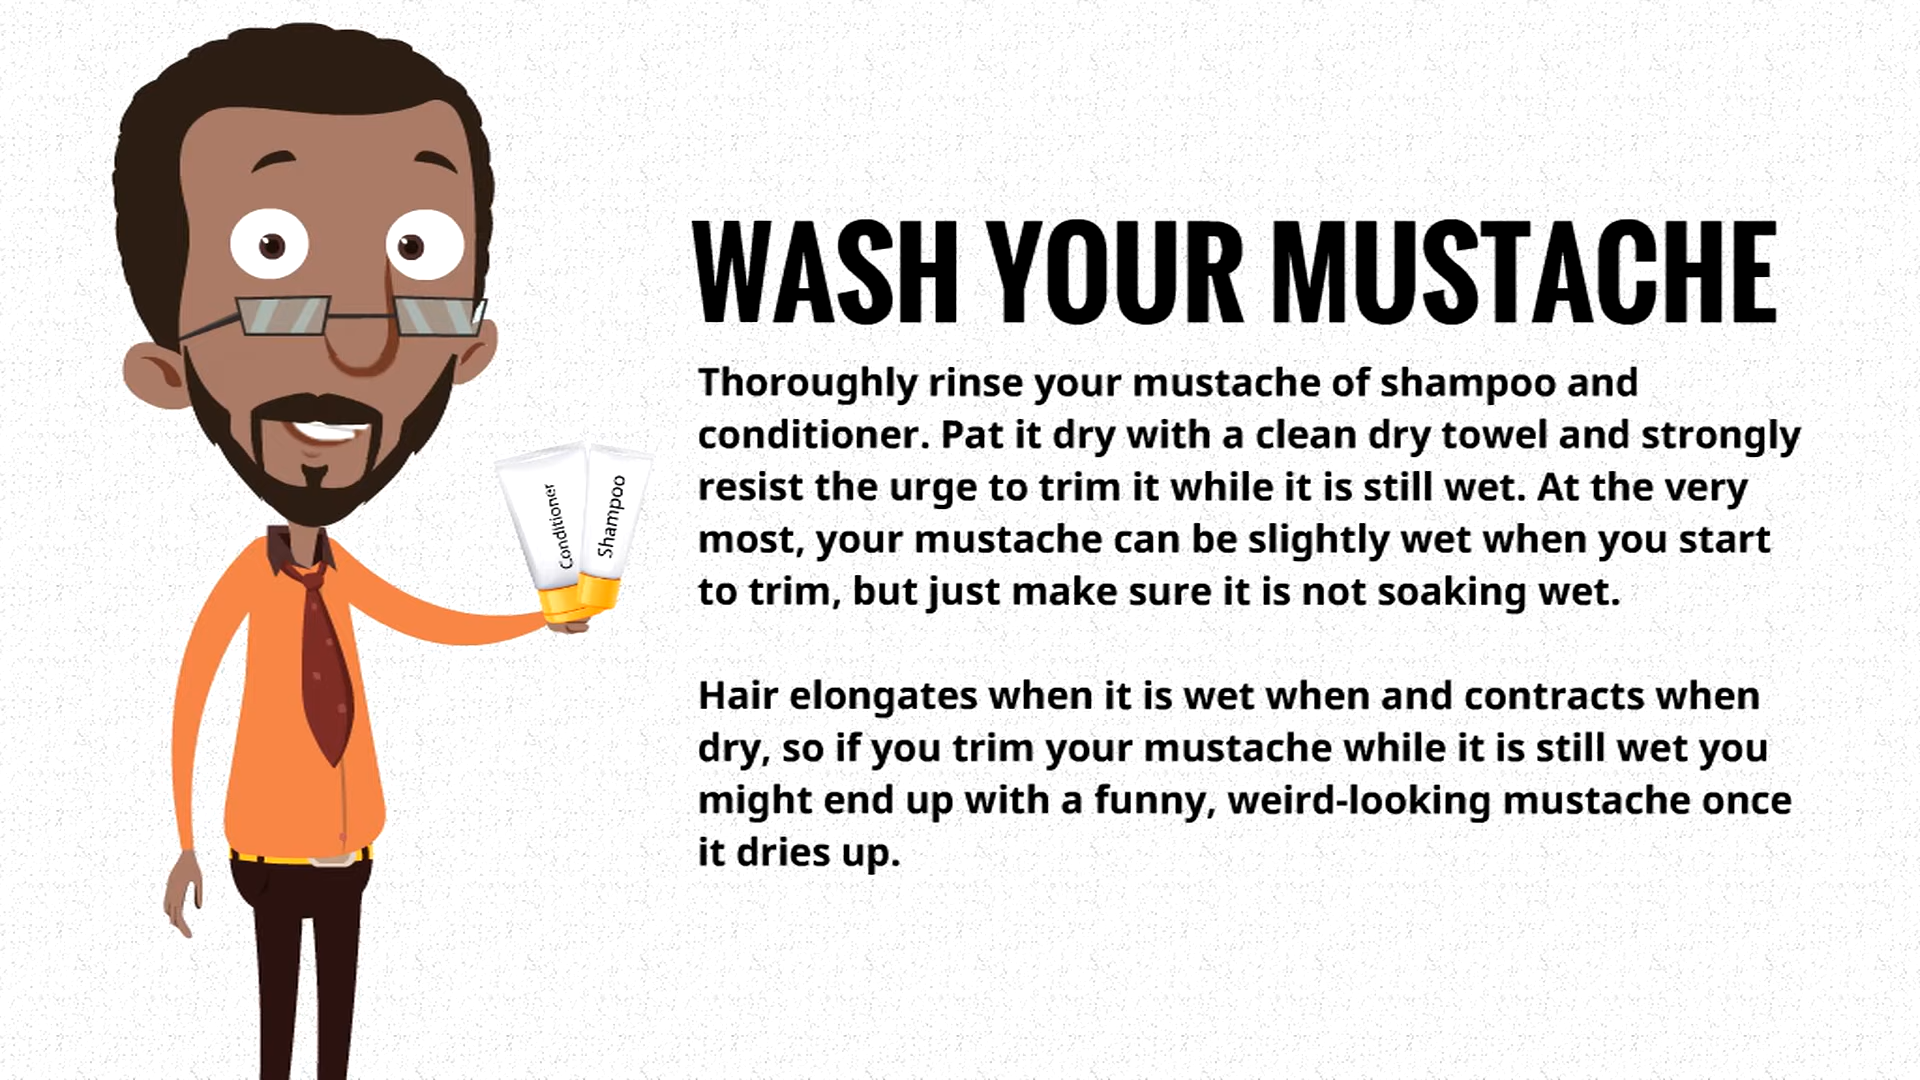 WASH YOUR MUSTACHE
Thoroughly rinse your mustache of shampoo and
conditioner. Pat it dry with a clean dry towel and strongly
resist the urge to trim it while it is still wet. At the very
most, your mustache can be slightly wet when you start
to trim, but just make sure it is not soaking wet.
Hair elongates when it is wet when and contracts when
dry, so if you trim your mustache while it is still wet you
might end up with a funny, weird-looking mustache once
it dries up.
Conditioner
Shampoo